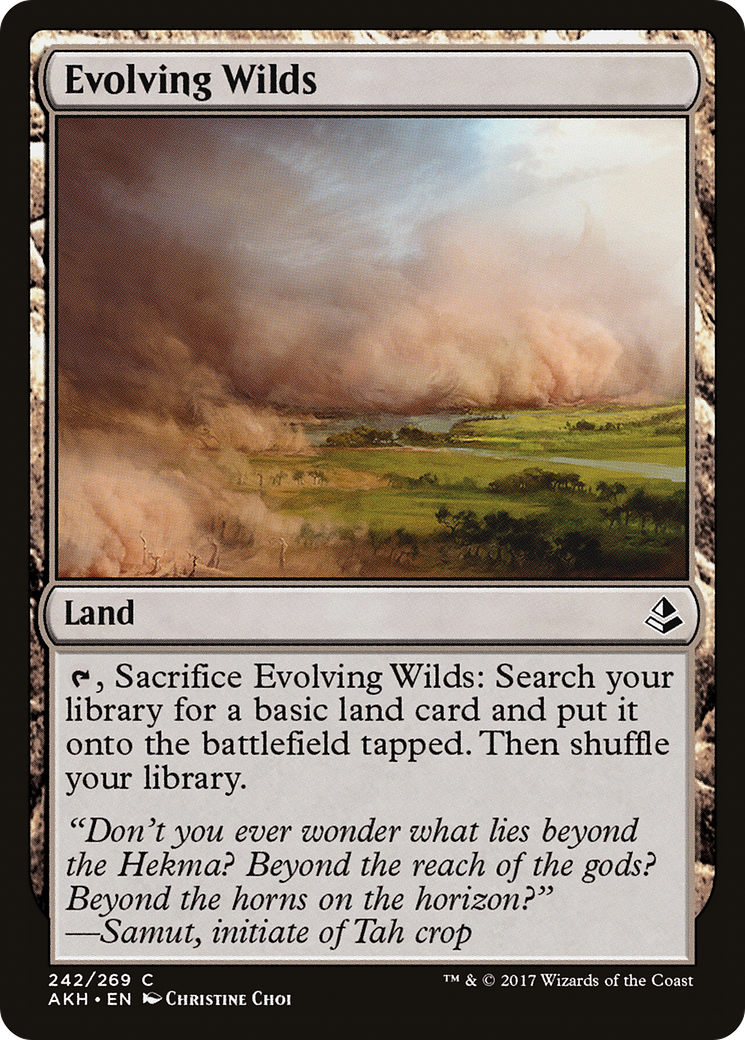 Evolving Wilds
Land
, Sacrifice Evolving Wilds: Search your
library for a basic land card and put it
onto the battlefield tapped. Then shuffle
your library.
“Don’t you ever wonder what lies beyond
the Hekma? Beyond the reach of the gods?
Beyond the horns on the horizon?”
—Samut, initiate of Tah crop
242/269 C
™ & © 2017 Wizards of the Coast
AKH • EN Christine Choi